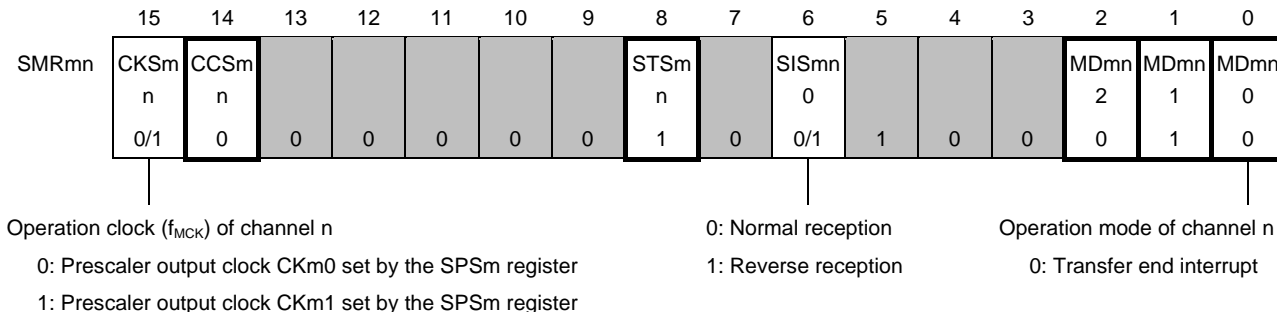 15 14 13 12 11 10 9 8 7 6 5 4 3 2 1 0
SMRmn CKSm CCSm STSm SISmn MDmn MDmn MDmn
n n n 0 2 1 0
0/1 0 0 0 0 0 0 1 0 0/1 1 0 0 0 1 0
Operation clock (fMCK) of channel n 0: Normal reception Operation mode of channel n
0: Prescaler output clock CKm0 set by the SPSm register 1: Reverse reception 0: Transfer end interrupt
1: Prescaler output clock CKm1 set by the SPSm register